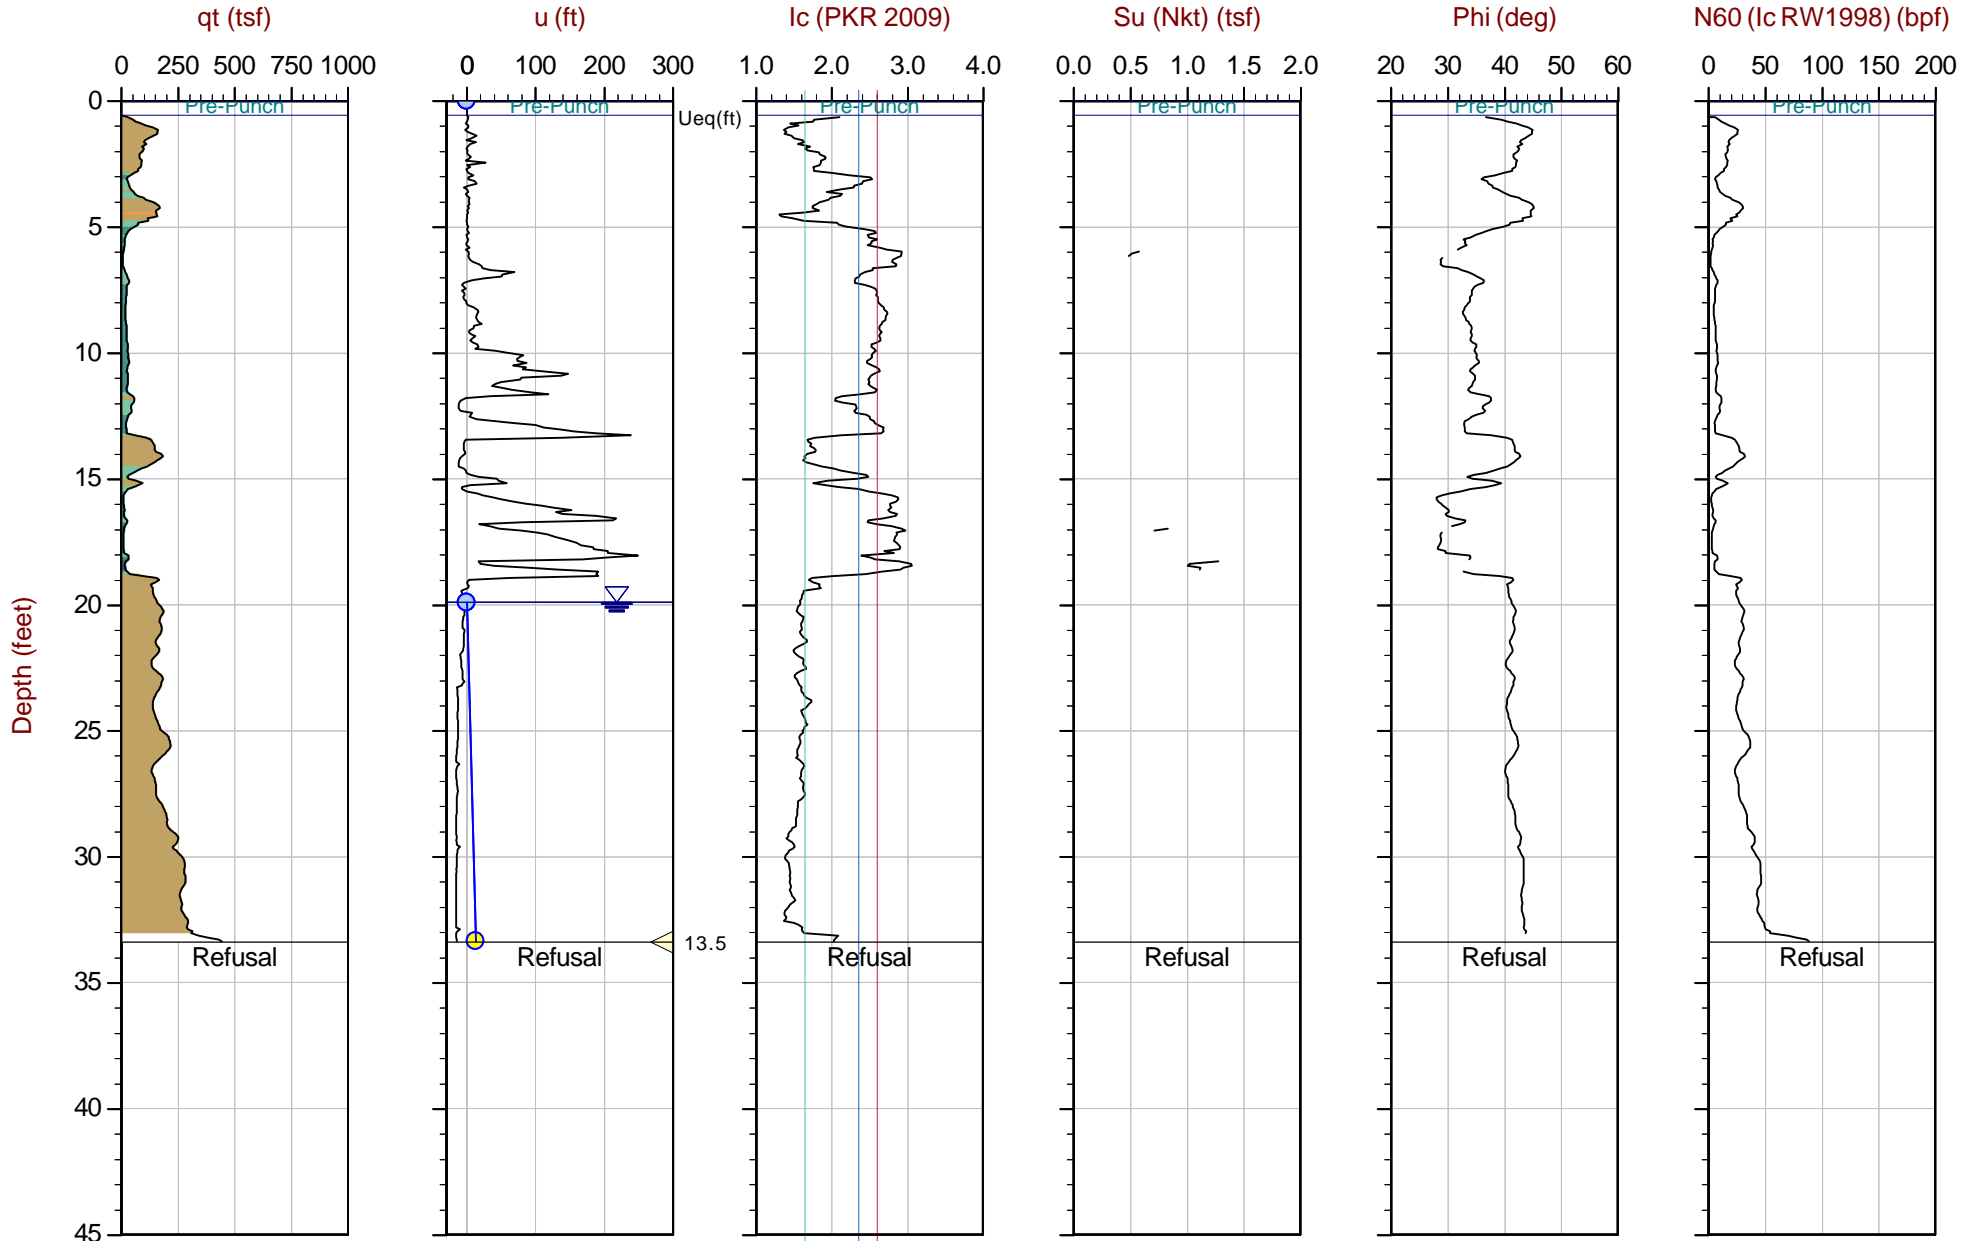 qt (tsf) u (ft) Ic (PKR 2009) Su (Nkt) (tsf) Phi (deg) N60 (Ic RW1998) (bpf)
0 250 500 750 1000 0 100 200 300 1.0 2.0 3.0 4.0 0.0 0.5 1.0 1.5 2.0 20 30 40 50 60 0 50 100 150 200
0
Pre-Punch Pre-Punch Pre-Punch Pre-Punch Pre-Punch Pre-Punch
Ueq(ft)
5
10
15
20
Depth (feet)
25
30
13.5
Refusal Refusal Refusal Refusal Refusal Refusal
35
40
45